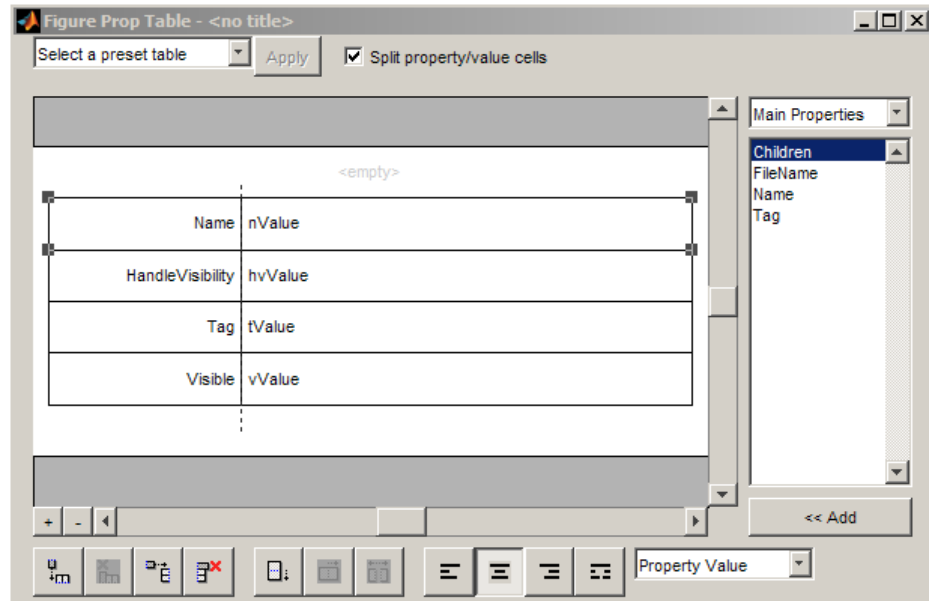 Figure Prop Table - <no title>
Select a preset table
Apply
Split property/value cells
Main Properties
Children
FileName
Name
Tag
<empty>
Name nValue
HandleVisibility hvValue
Tag tValue
Visible vValue
+ -
<< Add
Property Value